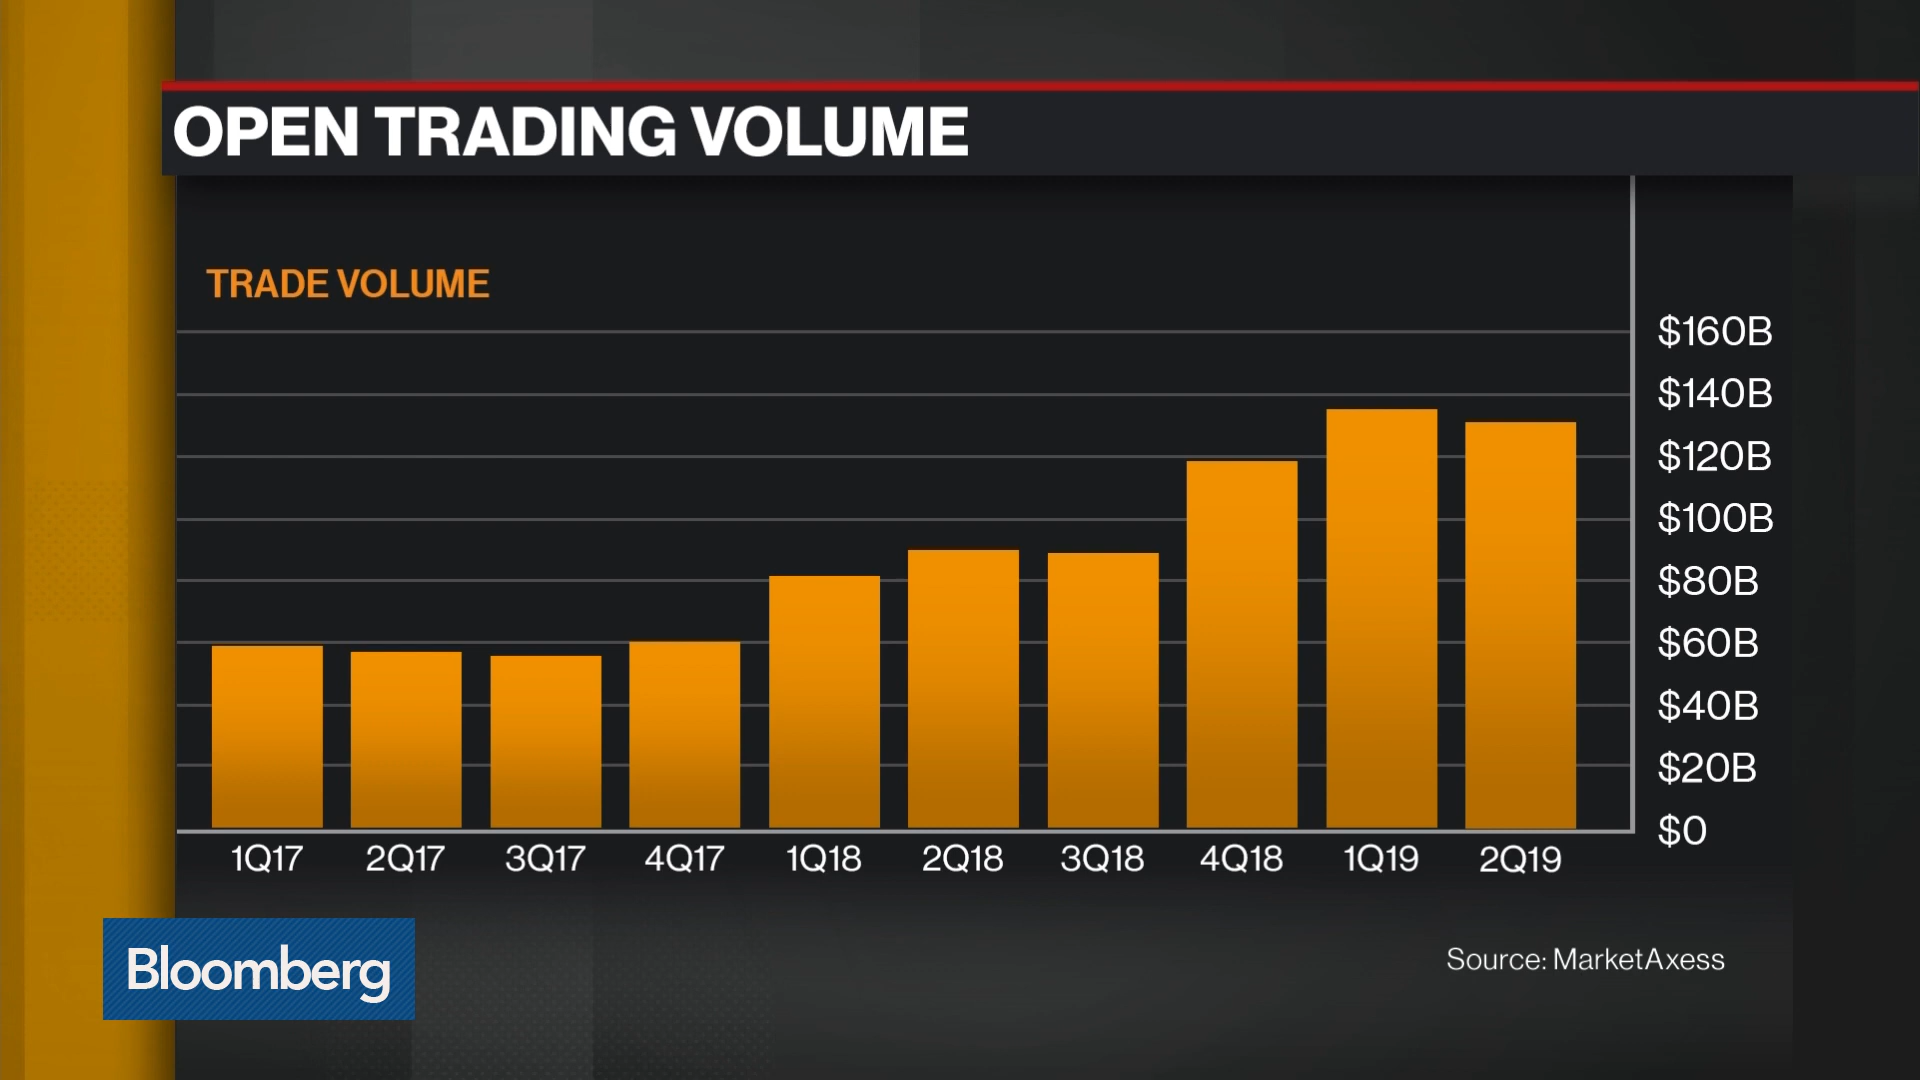 OPEN TRADING VOLUME
TRADE VOLUME
$160B
$140B
$120B
$100B
$80B
$60B
$40B
$20B
$0
1Q17 2Q17 3Q17 4Q17 1Q18 2Q18 3Q18 4Q18 1Q19 2Q19
Bloomberg
Source: MarketAxess